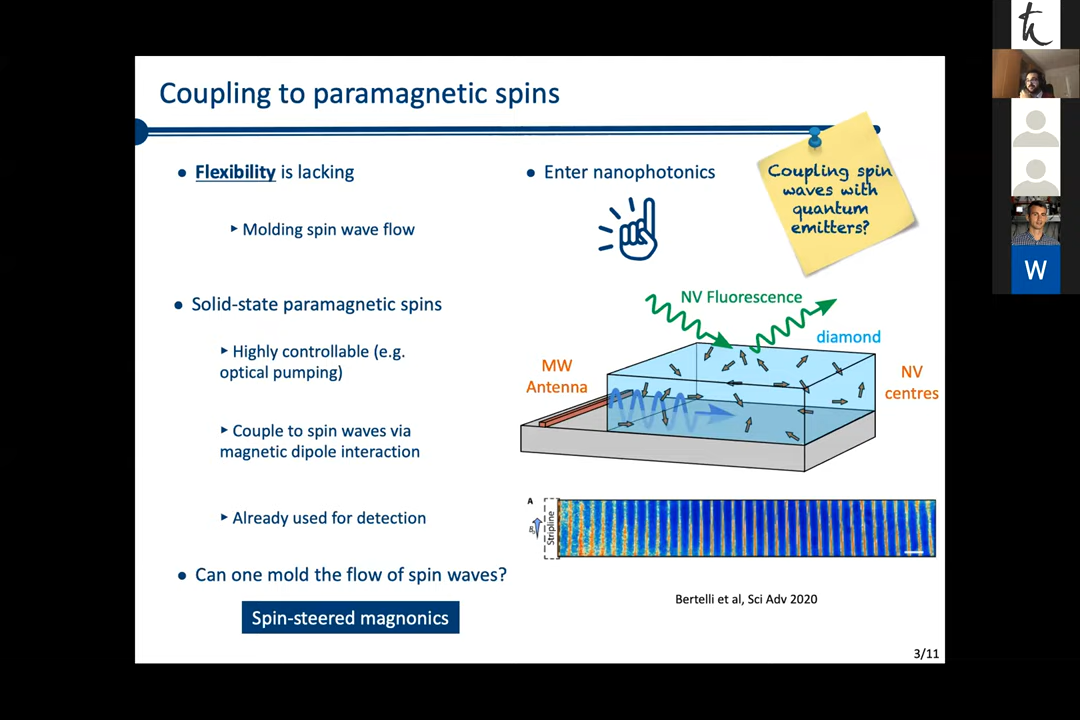 Coupling to paramagnetic spins
• Flexibility is lacking
▸ Molding spin wave flow
• Solid-state paramagnetic spins
▸ Highly controllable (e.g.
optical pumping)
▸ Couple to spin waves via
magnetic dipole interaction
▸ Already used for detection
• Can one mold the flow of spin waves?
Spin-steered magnonics
• Enter nanophotonics
Coupling spin
waves with
quantum
emitters?
NV Fluorescence
diamond
MW
Antenna
NV
centres
A
Stripline
Bertelli et al, Sci Adv 2020
3/11
W